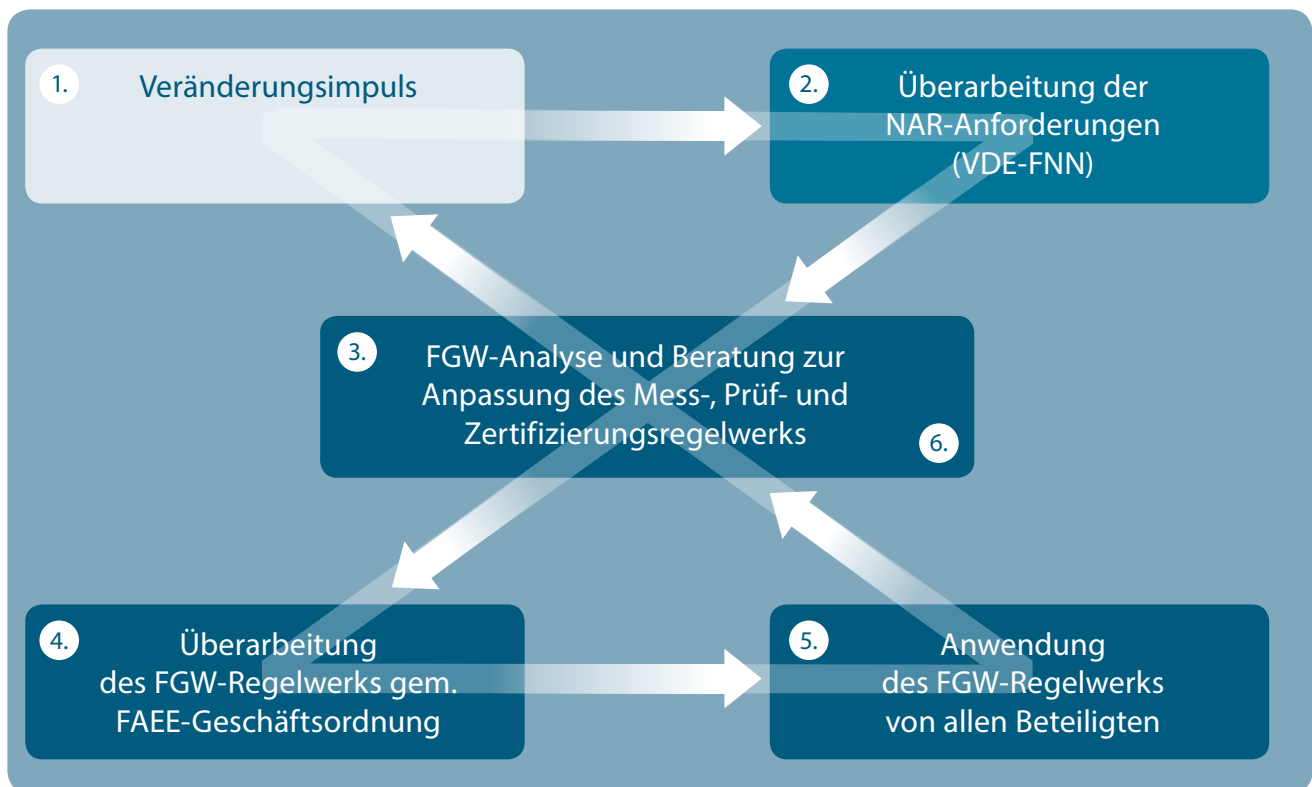 1. Veränderungsimpuls
2. Überarbeitung der
NAR-Anforderungen
(VDE-FNN)
3. FGW-Analyse und Beratung zur
Anpassung des Mess-, Prüf- und
Zertifizierungsregelwerks
6.
4. Überarbeitung
des FGW-Regelwerks gem.
FAEE-Geschäftsordnung
5. Anwendung
des FGW-Regelwerks
von allen Beteiligten